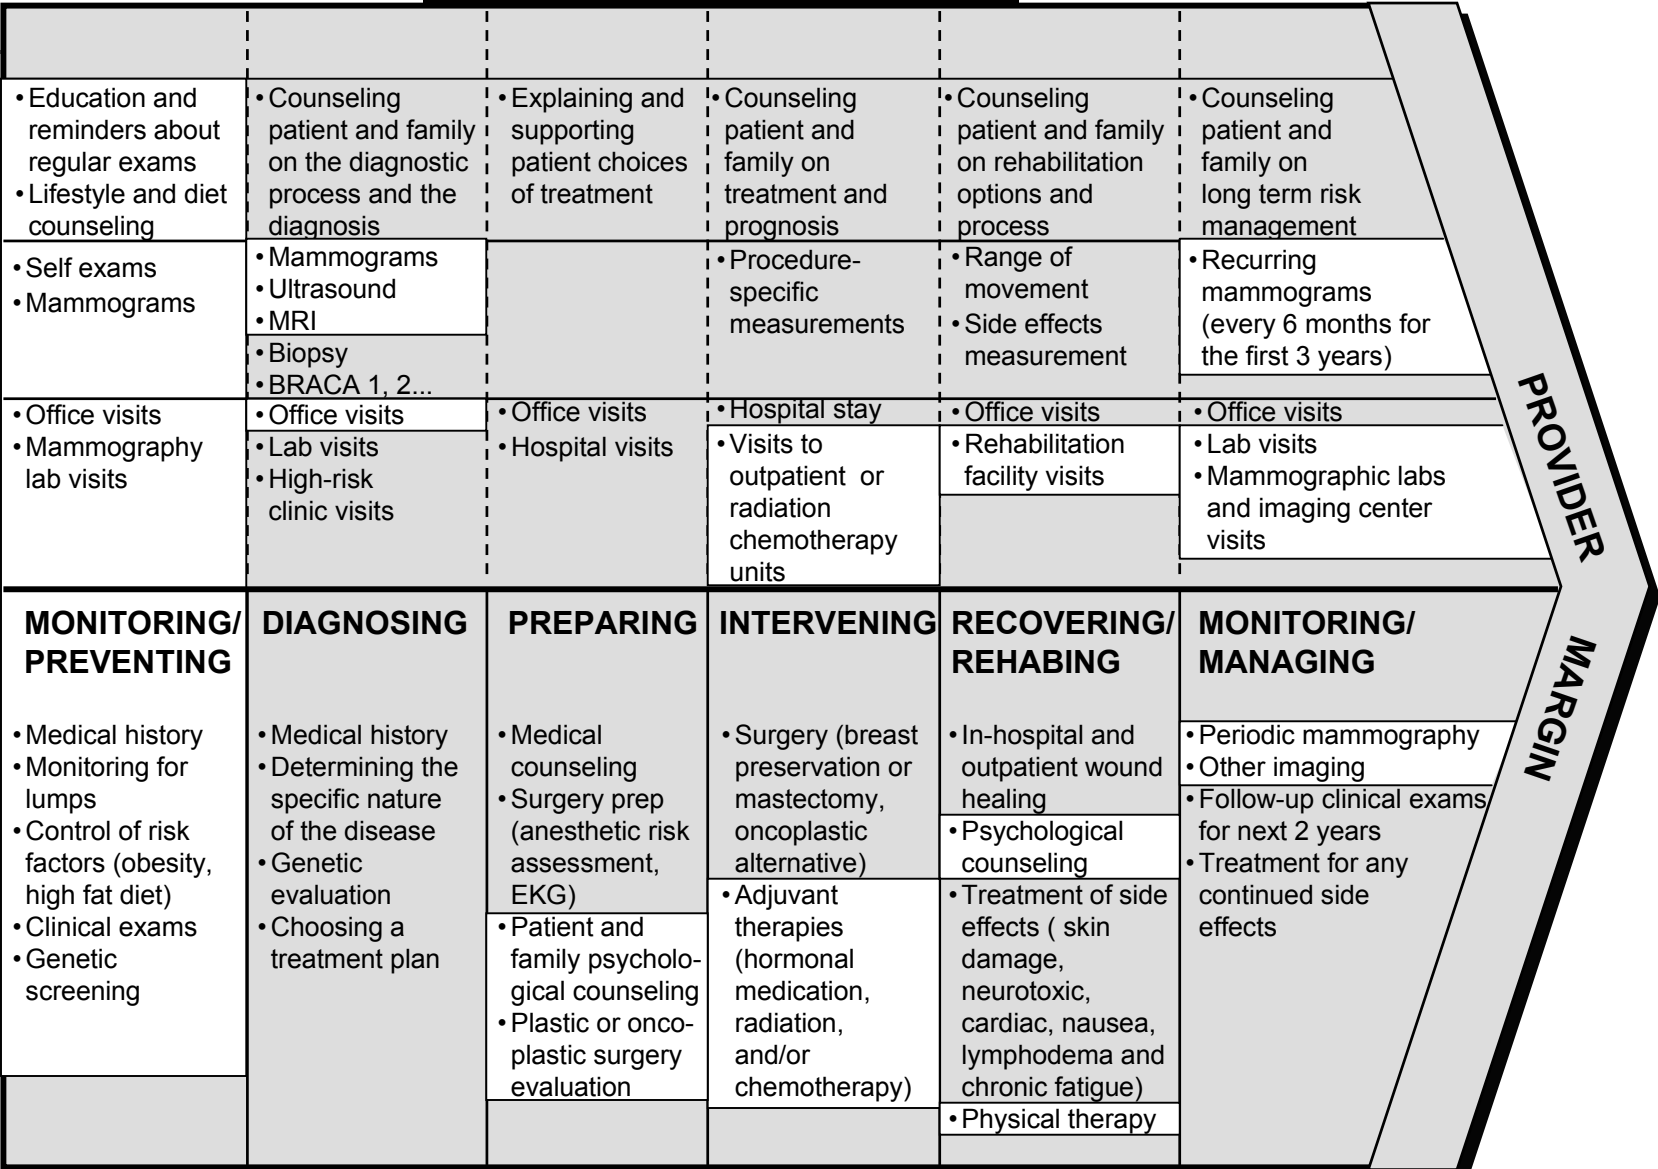 • Education and
reminders about
regular exams
• Lifestyle and diet
counseling
• Counseling
patient and family
on the diagnostic
process and the
diagnosis
• Explaining and
supporting
patient choices
of treatment
• Counseling
patient and
family on
treatment and
prognosis
• Counseling
patient and family
on rehabilitation
options and
process
• Counseling
patient and
family on
long term risk
management
• Self exams
• Mammograms
• Mammograms
• Ultrasound
• MRI
• Biopsy
• BRACA 1, 2...
• Procedure-
specific
measurements
• Range of
movement
• Side effects
measurement
• Recurring
mammograms
(every 6 months for
the first 3 years)
• Office visits
• Mammography
lab visits
• Office visits
• Lab visits
• High-risk
clinic visits
• Office visits
• Hospital visits
• Hospital stay
• Visits to
outpatient or
radiation
chemotherapy
units
• Office visits
• Rehabilitation
facility visits
• Office visits
• Lab visits
• Mammographic labs
and imaging center
visits
MONITORING/
PREVENTING
• Medical history
• Monitoring for
lumps
• Control of risk
factors (obesity,
high fat diet)
• Clinical exams
• Genetic
screening
DIAGNOSING
• Medical history
• Determining the
specific nature
of the disease
• Genetic
evaluation
• Choosing a
treatment plan
PREPARING
• Medical
counseling
• Surgery prep
(anesthetic risk
assessment,
EKG)
• Patient and
family psycholo-
gical counseling
• Plastic or onco-
plastic surgery
evaluation
INTERVENING
• Surgery (breast
preservation or
mastectomy,
oncoplastic
alternative)
• Adjuvant
therapies
(hormonal
medication,
radiation,
and/or
chemotherapy)
RECOVERING/
REHABING
• In-hospital and
outpatient wound
healing
• Psychological
counseling
• Treatment of side
effects ( skin
damage,
neurotoxic,
cardiac, nausea,
lymphodema and
chronic fatigue)
• Physical therapy
MONITORING/
MANAGING
• Periodic mammography
• Other imaging
• Follow-up clinical exams
for next 2 years
• Treatment for any
continued side
effects
PROVIDER
MARGIN